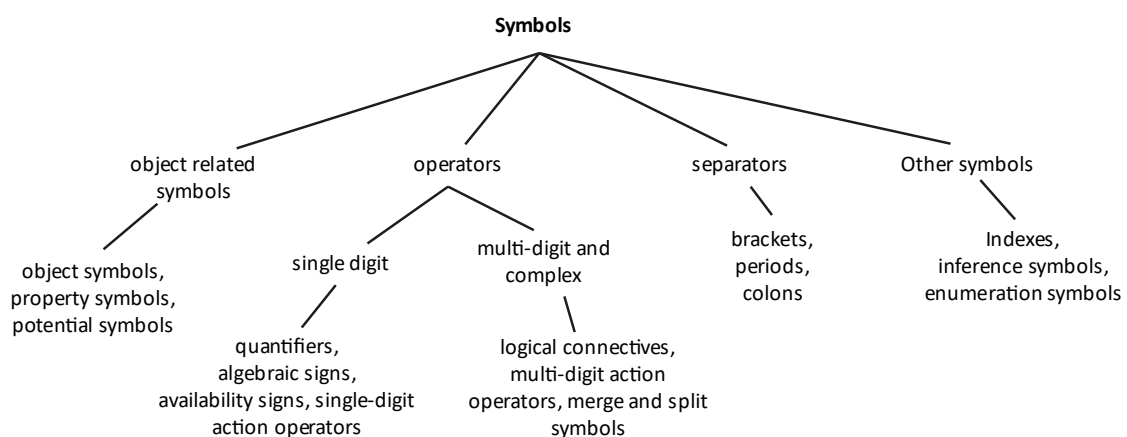 Symbols
object related
symbols
operators
separators
Other symbols
object symbols,
property symbols,
potential symbols
single digit
multi-digit and
complex
brackets,
periods,
colons
Indexes,
inference symbols,
enumeration symbols
quantifiers,
algebraic signs,
availability signs, single-digit
action operators
logical connectives,
multi-digit action
operators, merge and split
symbols